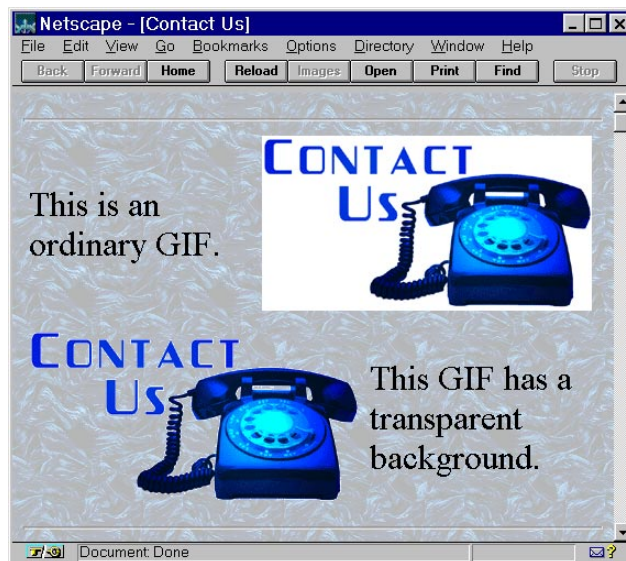 Netscape - [Contact Us]
File Edit View Go Bookmarks Options Directory Window Help
Back Forward Home Reload Images Open Print Find Stop
CONTACT
US
This is an
ordinary GIF.
CONTACT
US
This GIF has a
transparent
background.
Document: Done